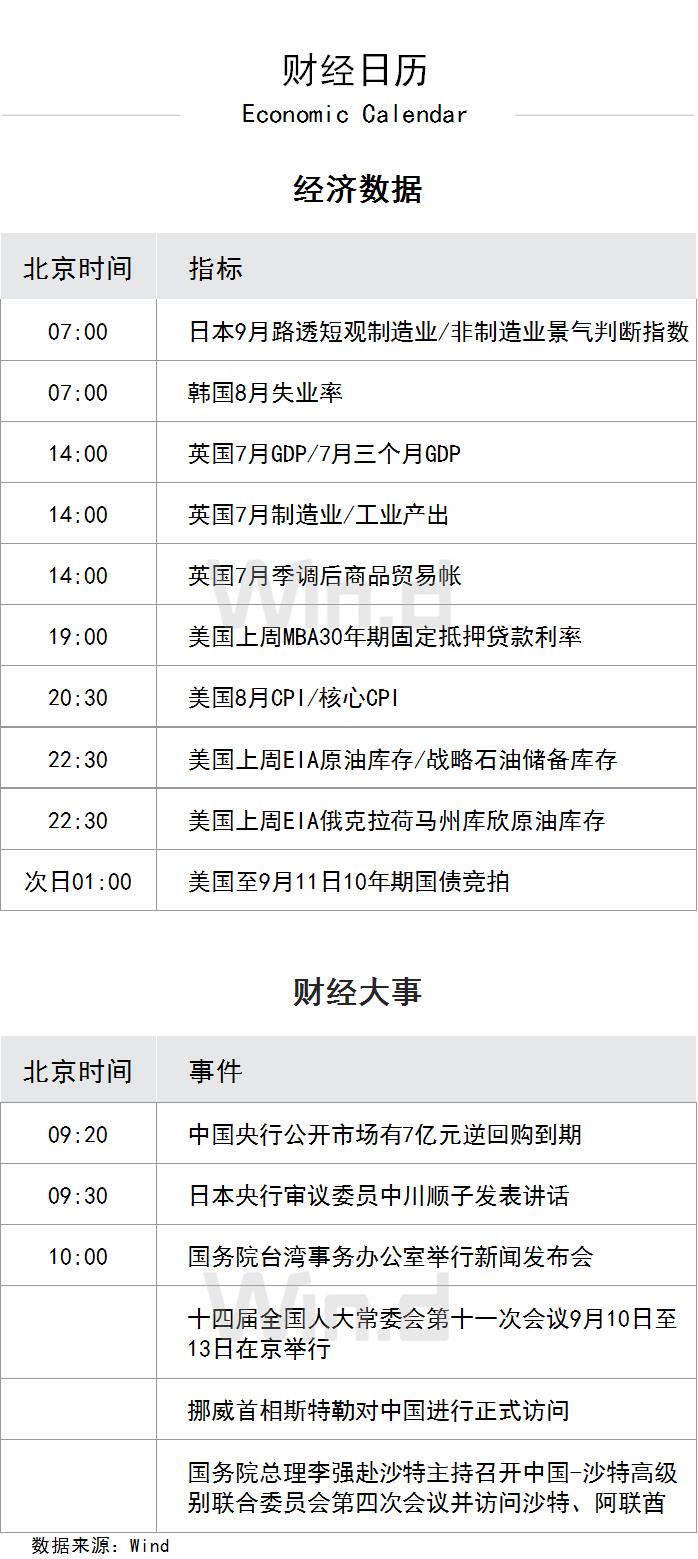 财经日历
Economic Calendar
经济数据
北京时间 指标
07:00 日本9月路透短观制造业/非制造业景气判断指数
07:00 韩国8月失业率
14:00 英国7月GDP/7月三个月GDP
14:00 英国7月制造业/工业产出
14:00 英国7月季调后商品贸易帐
19:00 美国上周MBA30年期固定抵押贷款利率
20:30 美国8月CPI/核心CPI
22:30 美国上周EIA原油库存/战略石油储备库存
22:30 美国上周EIA俄克拉荷马州库欣原油库存
次日01:00 美国至9月11日10年期国债竞拍
Win.d
财经大事
北京时间 事件
09:20 中国央行公开市场有7亿元逆回购到期
09:30 日本央行审议委员中川顺子发表讲话
10:00 国务院台湾事务办公室举行新闻发布会
十四届全国人大常委会第十一次会议9月10日至
13日在京举行
挪威首相斯特勒对中国进行正式访问
国务院总理李强赴沙特主持召开中国-沙特高级
别联合委员会第四次会议并访问沙特、阿联酋
Win.d
数据来源：Wind